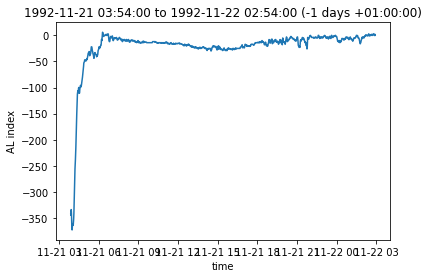 1992-11-21 03:54:00 to 1992-11-22 02:54:00 (-1 days +01:00:00)
0
−50
−100
−150
−200
−250
−300
−350
AL index
11-21 03 11-21 06 11-21 09 11-21 12 11-21 15 11-21 18 11-21 21 11-22 00 11-22 03
time